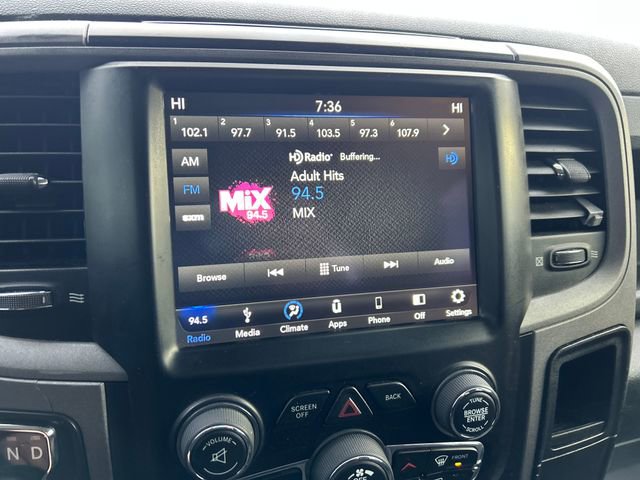 HI 7:36 HI
1 102.1 2 97.7 3 91.5 4 103.5 5 97.3 6 107.9
AM HD Radio Buffering... HD
Adult Hits
FM 94.5
MiX 94.5 MIX
sxm
Browse Tune Audio
94.5
Radio Media Climate Apps Phone Off Settings
SCREEN OFF BACK
TUNE
BROWSE
ENTER
SCROLL
VOLUME
N D
OFF FRONT